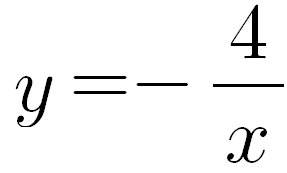 y = − 4/x